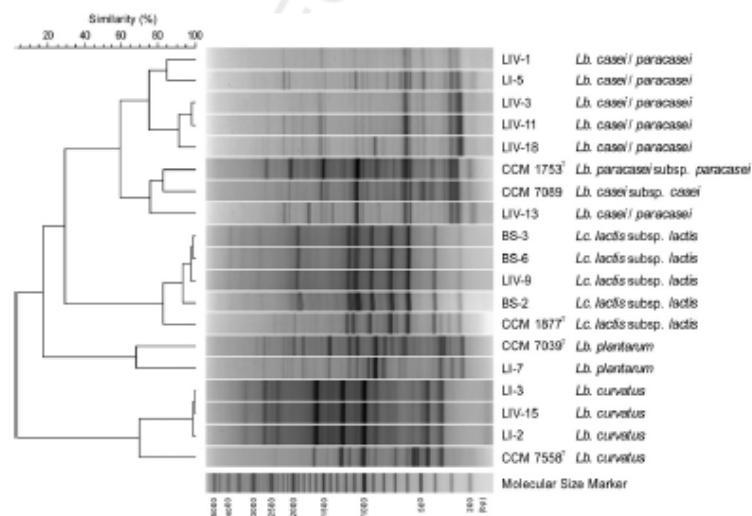 Similarity (%)
20 40 60 80 100
LIV-1 Lb. casei / paracasei
LI-5 Lb. casei / paracasei
LIV-3 Lb. casei / paracasei
LIV-11 Lb. casei / paracasei
LIV-18 Lb. casei / paracasei
CCM 1753ᵀ Lb. paracasei subsp. paracasei
CCM 7089 Lb. casei subsp. casei
LIV-13 Lb. casei / paracasei
BS-3 Lc. lactis subsp. lactis
BS-6 Lc. lactis subsp. lactis
LIV-9 Lc. lactis subsp. lactis
BS-2 Lc. lactis subsp. lactis
CCM 1877ᵀ Lc. lactis subsp. lactis
CCM 7039ᵀ Lb. plantarum
LI-7 Lb. plantarum
LI-3 Lb. curvatus
LIV-15 Lb. curvatus
LI-2 Lb. curvatus
CCM 7558ᵀ Lb. curvatus
Molecular Size Marker
2000 1500 1000 500 (bp)